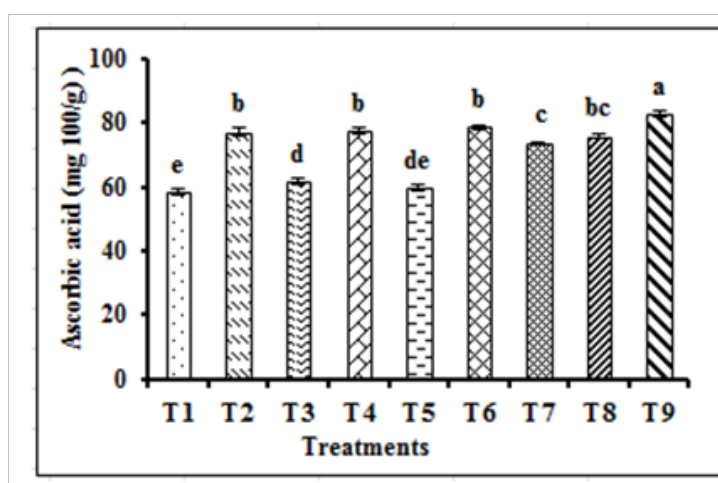 Ascorbic acid (mg 100/g) )
100
80
60
40
20
0
e
b
d
b
de
b
c
bc
a
T1 T2 T3 T4 T5 T6 T7 T8 T9
Treatments